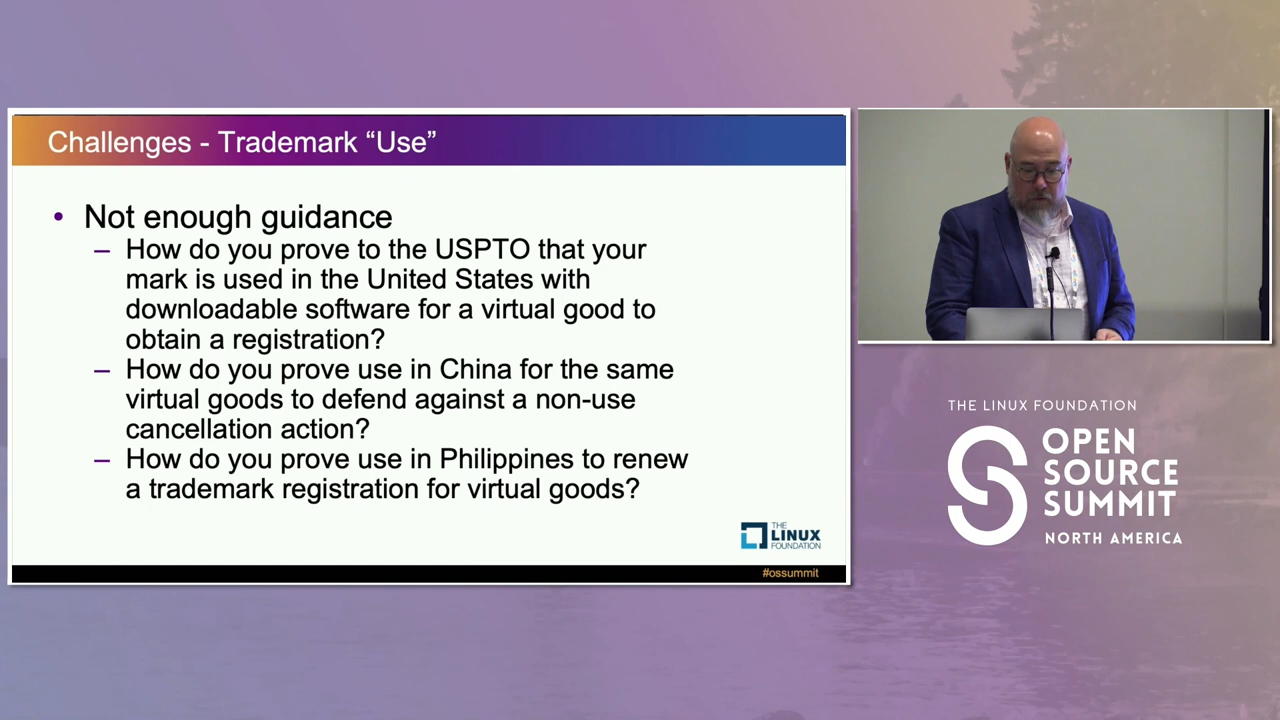 Challenges - Trademark “Use”
• Not enough guidance
– How do you prove to the USPTO that your
mark is used in the United States with
downloadable software for a virtual good to
obtain a registration?
– How do you prove use in China for the same
virtual goods to defend against a non-use
cancellation action?
– How do you prove use in Philippines to renew
a trademark registration for virtual goods?
THE
LINUX
FOUNDATION
#ossummit
THE LINUX FOUNDATION
OPEN
SOURCE
SUMMIT
NORTH AMERICA